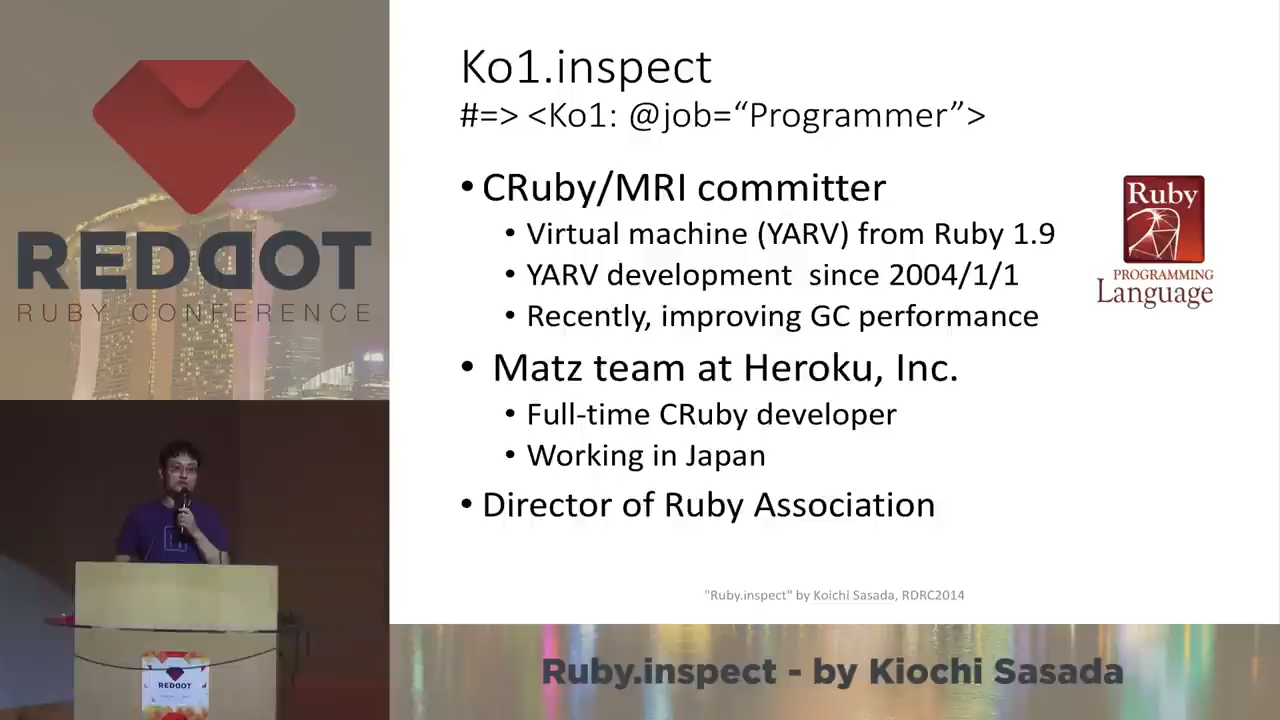 REDDOT
RUBY CONFERENCE
Ko1.inspect
#=> <Ko1: @job=“Programmer”>
• CRuby/MRI committer
• Virtual machine (YARV) from Ruby 1.9
• YARV development  since 2004/1/1
• Recently, improving GC performance
• Matz team at Heroku, Inc.
• Full-time CRuby developer
• Working in Japan
• Director of Ruby Association
Ruby
PROGRAMMING
Language
"Ruby.inspect" by Koichi Sasada, RDRC2014
REDDOT
Ruby.inspect - by Kiochi Sasada